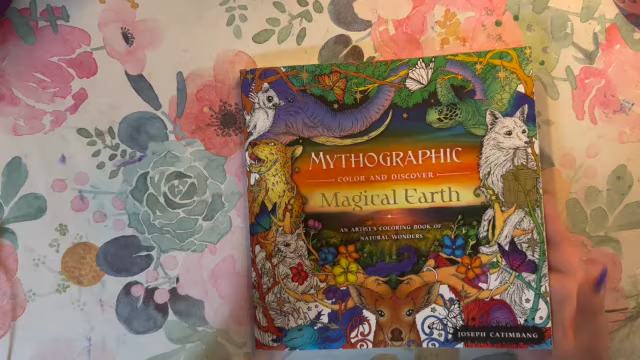 MYTHOGRAPHIC
COLOR AND DISCOVER
Magical Earth
AN ARTIST'S COLORING BOOK OF
NATURAL WONDERS
JOSEPH CATIMBANG